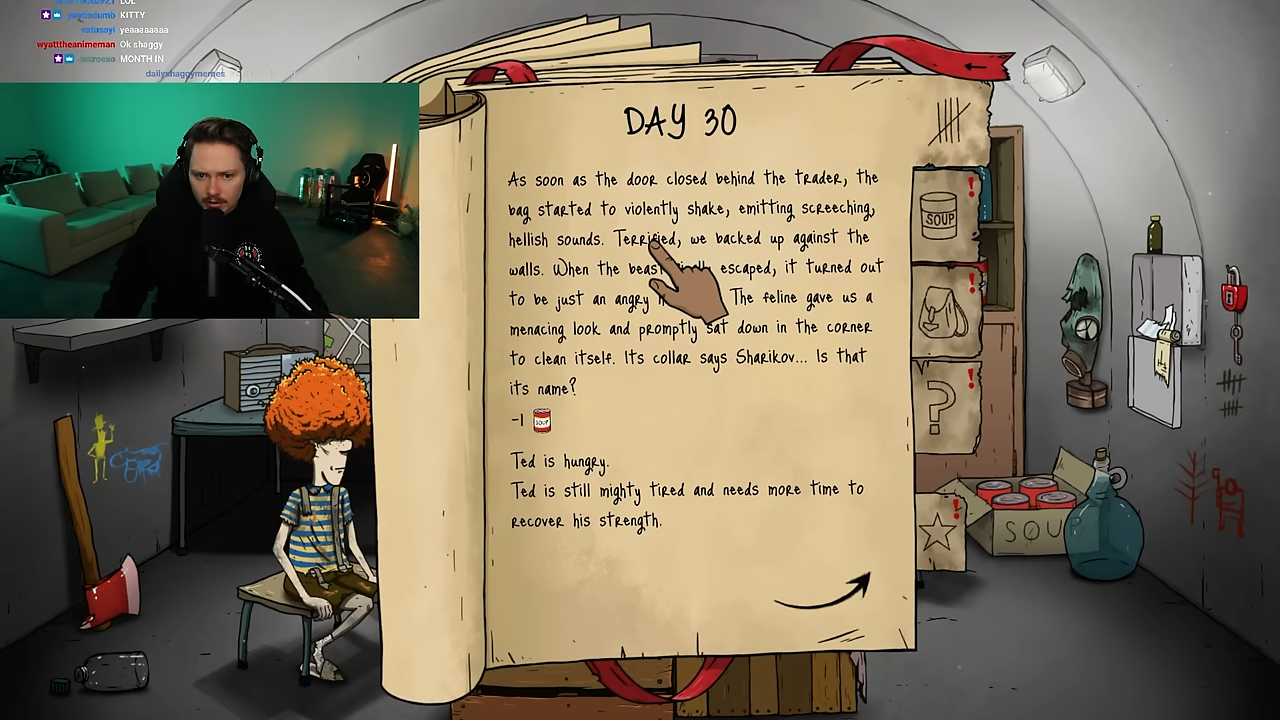 LOL
KITTY
vatusayi yeaaaaaaa
wyatttheanimeman Ok shaggy
MONTH IN
dailyshaggymemes
DAY 30
As soon as the door closed behind the trader, the
bag started to violently shake, emitting screeching,
hellish sounds. Terrified, we backed up against the
walls. When the beast escaped, it turned out
to be just an angry The feline gave us a
menacing look and promptly sat down in the corner
to clean itself. Its collar says Sharikov... Is that
its name?
-1 SOUP
Ted is hungry.
Ted is still mighty tired and needs more time to
recover his strength.
SOUP
!
!
?
!
!
SOU